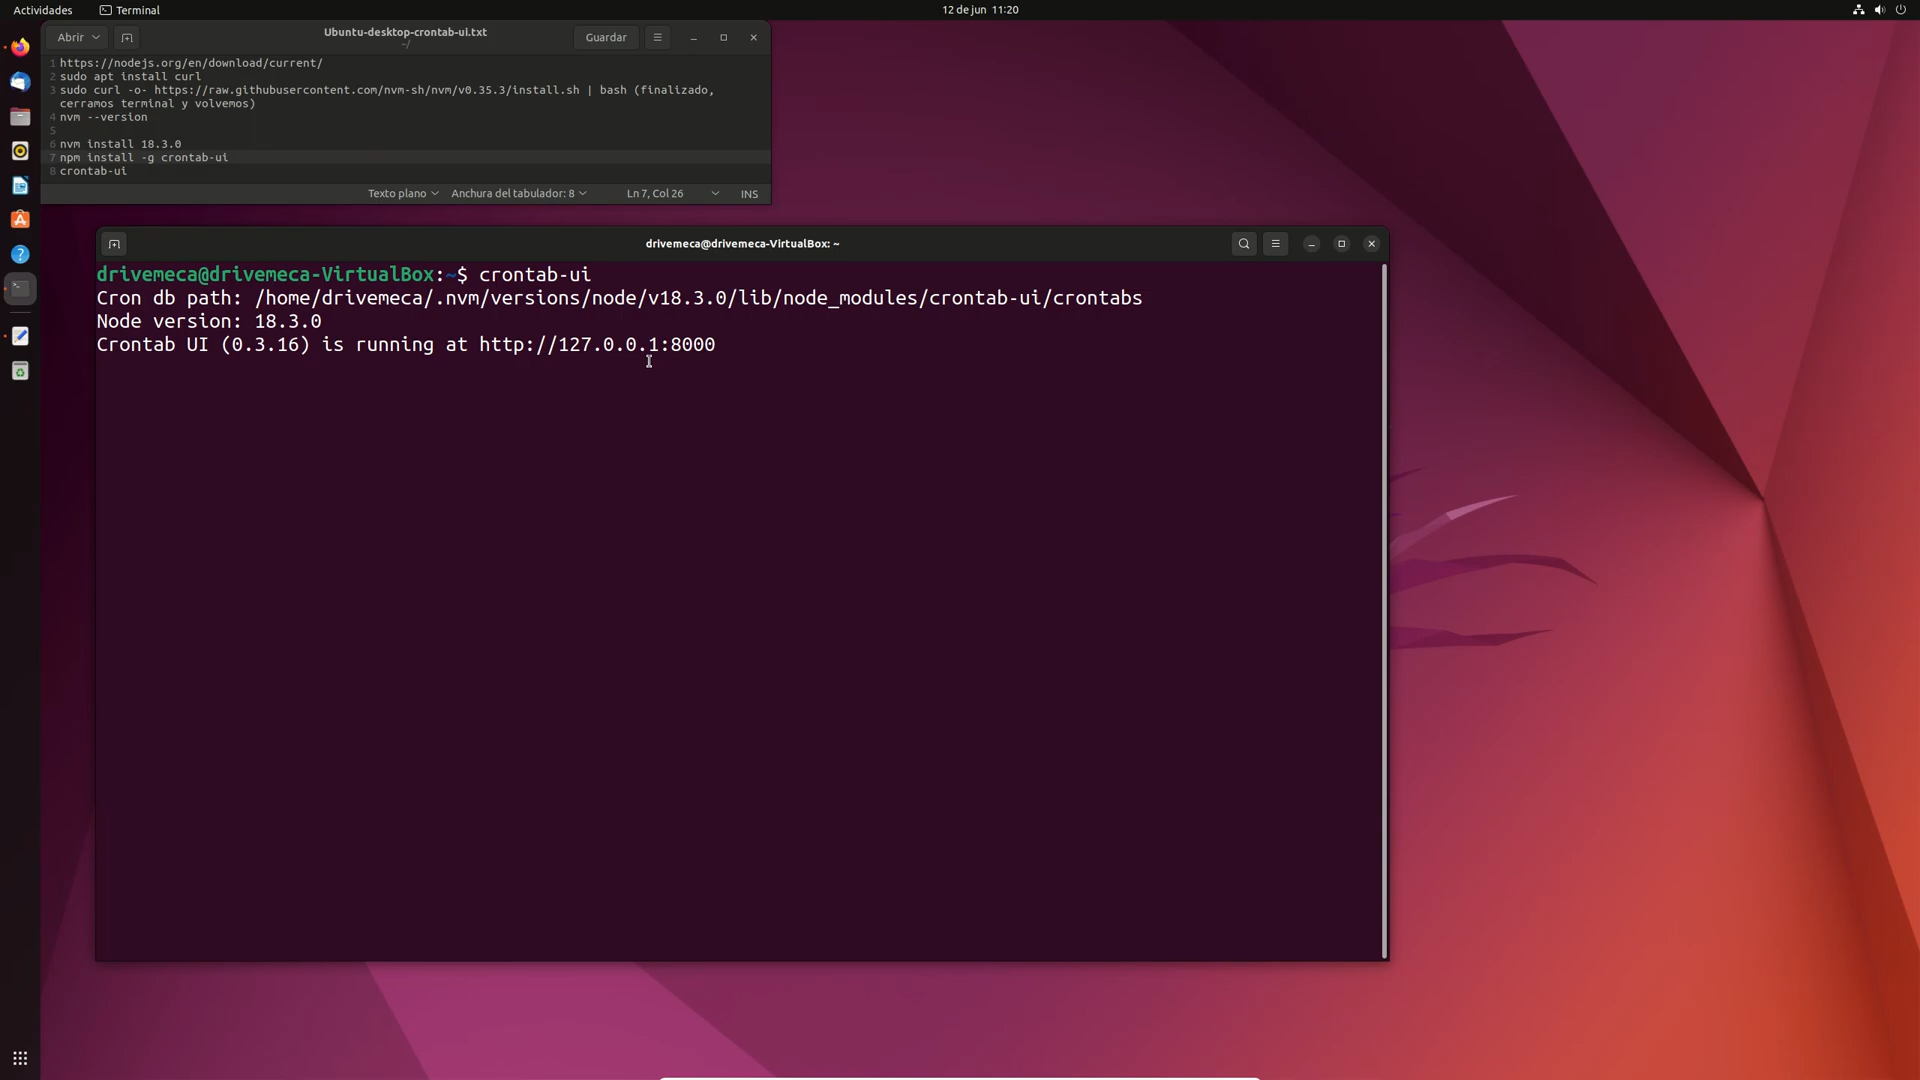 Actividades
Terminal
12 de jun 11:20
Abrir
Ubuntu-desktop-crontab-ui.txt
~/
Guardar
1 https://nodejs.org/en/download/current/
2 sudo apt install curl
3 sudo curl -o- https://raw.githubusercontent.com/nvm-sh/nvm/v0.35.3/install.sh | bash (finalizado,
cerramos terminal y volvemos)
4 nvm --version
5
6 nvm install 18.3.0
7 npm install -g crontab-ui
8 crontab-ui
Texto plano
Anchura del tabulador: 8
Ln 7, Col 26
INS
drivemeca@drivemeca-VirtualBox: ~
drivemeca@drivemeca-VirtualBox:~$ crontab-ui
Cron db path: /home/drivemeca/.nvm/versions/node/v18.3.0/lib/node_modules/crontab-ui/crontabs
Node version: 18.3.0
Crontab UI (0.3.16) is running at http://127.0.0.1:8000